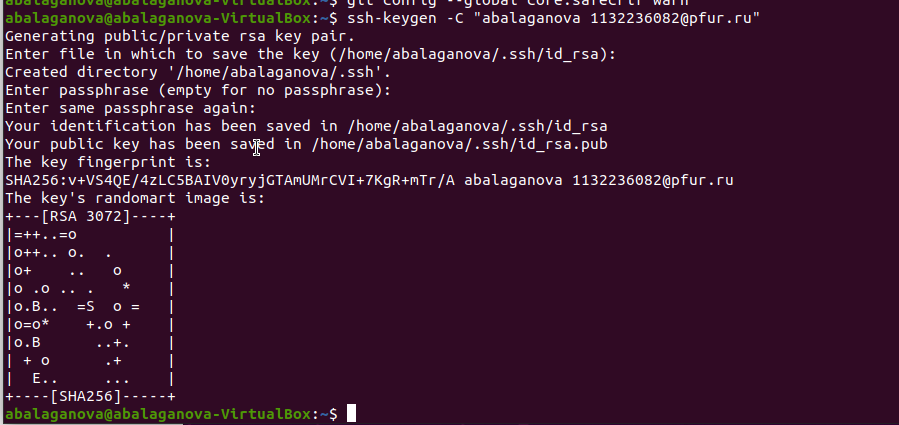 abalaganova@abalaganova-VirtualBox:~$ git config --global core.safecrlf warn
abalaganova@abalaganova-VirtualBox:~$ ssh-keygen -C "abalaganova 1132236082@pfur.ru"
Generating public/private rsa key pair.
Enter file in which to save the key (/home/abalaganova/.ssh/id_rsa):
Created directory '/home/abalaganova/.ssh'.
Enter passphrase (empty for no passphrase):
Enter same passphrase again:
Your identification has been saved in /home/abalaganova/.ssh/id_rsa
Your public key has been saved in /home/abalaganova/.ssh/id_rsa.pub
The key fingerprint is:
SHA256:v+VS4QE/4zLC5BAIV0yryjGTAmUMrCVI+7KgR+mTr/A abalaganova 1132236082@pfur.ru
The key's randomart image is:
+---[RSA 3072]----+
|=++..=o          |
|o++.. o.  .      |
|o+    ..   o     |
|o .o .. .   *    |
|o.B..  =S  o =   |
|o=o*    +.o +    |
|o.B      ..+.    |
| + o      .+     |
|  E..     ...    |
+----[SHA256]-----+
abalaganova@abalaganova-VirtualBox:~$